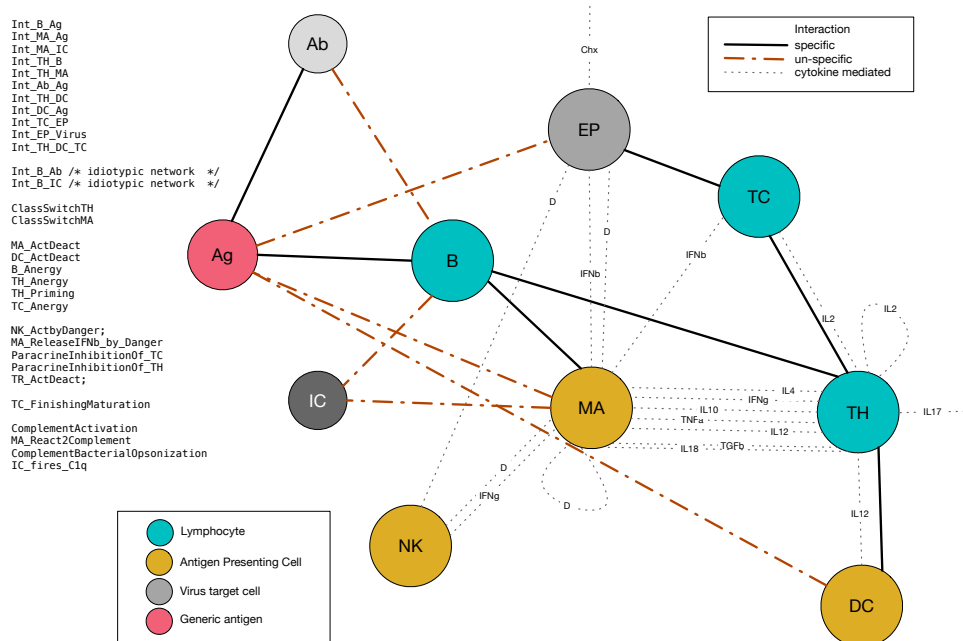 Int_B_Ag
Int_MA_Ag
Int_MA_IC
Int_TH_B
Int_TH_MA
Int_Ab_Ag
Int_TH_DC
Int_DC_Ag
Int_TC_EP
Int_EP_Virus
Int_TH_DC_TC
Int_B_Ab /* idiotypic network  */
Int_B_IC /* idiotypic network  */
ClassSwitchTH
ClassSwitchMA
MA_ActDeact
DC_ActDeact
B_Anergy
TH_Anergy
TH_Priming
TC_Anergy
NK_ActbyDanger;
MA_ReleaseIFNb_by_Danger
ParacrineInhibitionOf_TC
ParacrineInhibitionOf_TH
TR_ActDeact;
TC_FinishingMaturation
ComplementActivation
MA_React2Complement
ComplementBacterialOpsonization
IC_fires_C1q
Interaction
specific
un-specific
cytokine mediated
Chx
Ab
EP
TC
D
D
Ag
B
IFNb
IFNb
IL2
IL2
IL4
IFNg
IC
MA
IL10
TH
IL17
TNFa
IL12
IL18
TGFb
D
IFNg
D
IL12
NK
DC
Lymphocyte
Antigen Presenting Cell
Virus target cell
Generic antigen